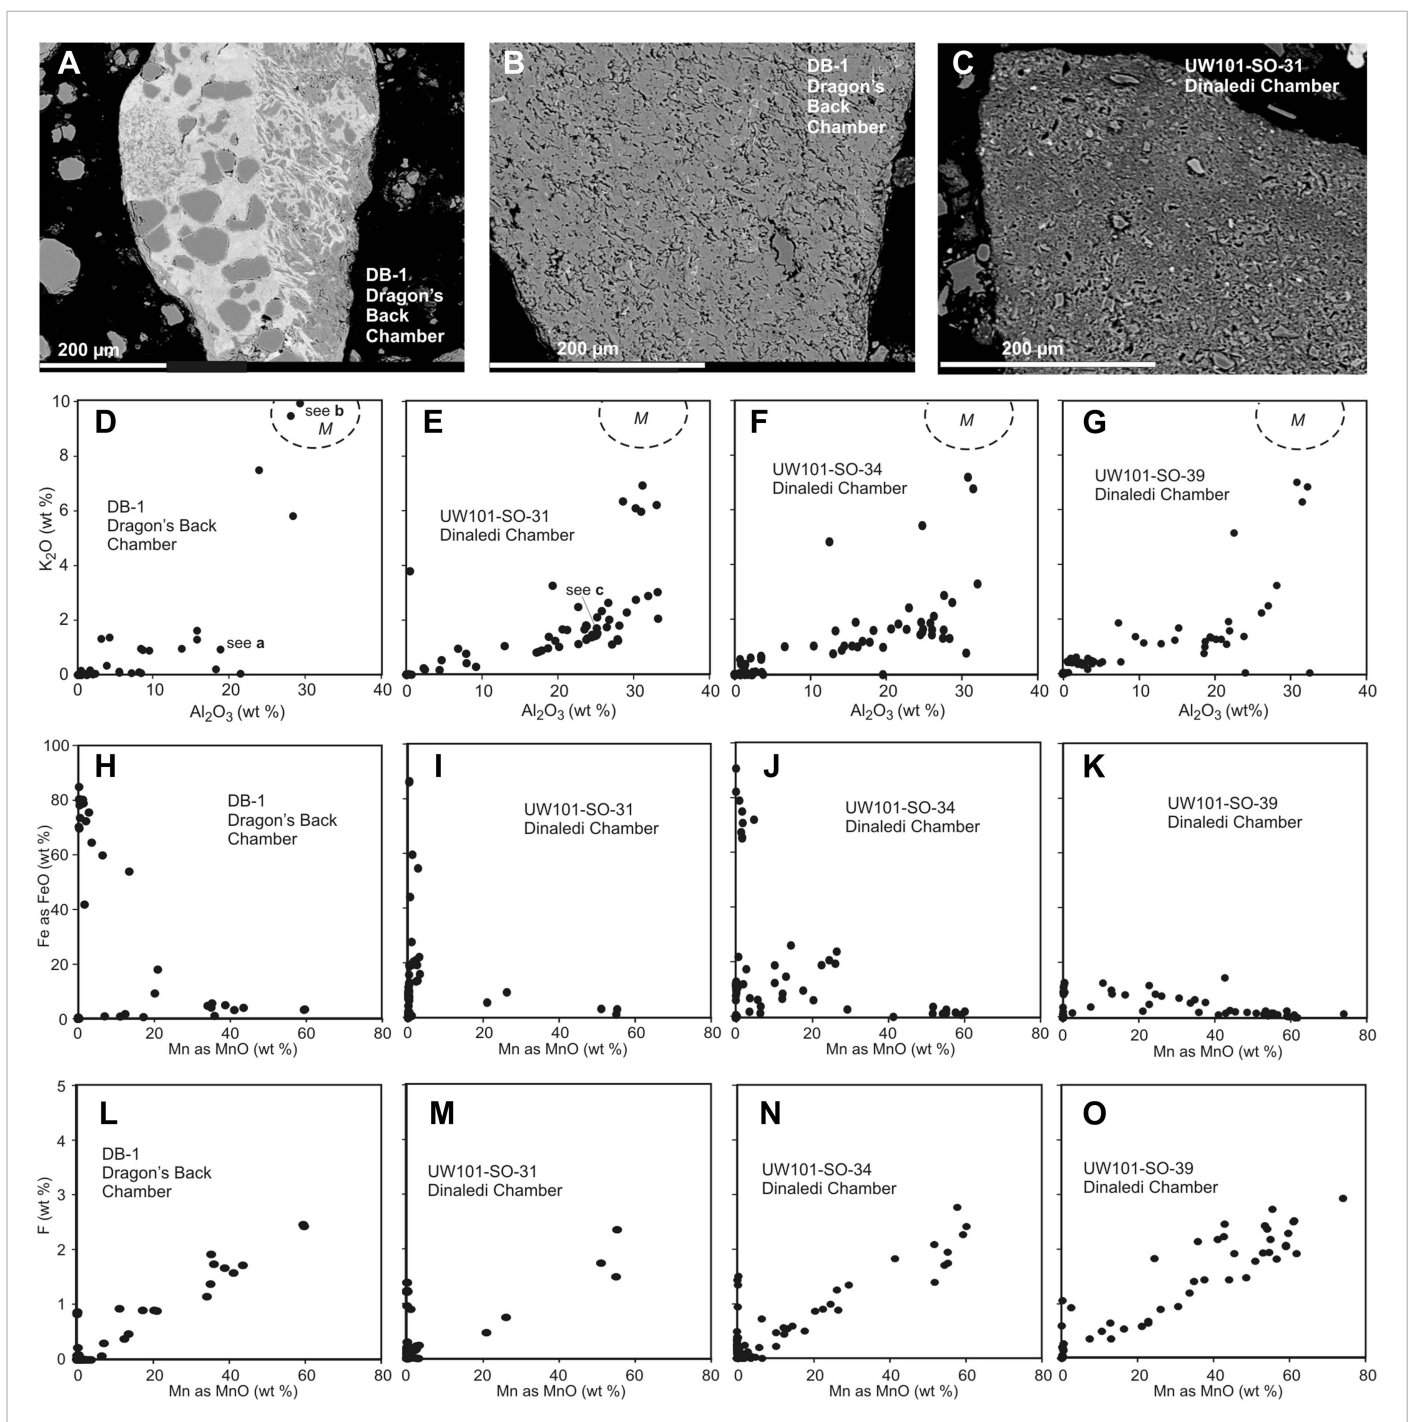 A
DB-1
Dragon's
Back
Chamber
200 µm
B
DB-1
Dragon's
Back
Chamber
200 µm
C
UW101-SO-31
Dinaledi Chamber
200 µm
D
see b
M
DB-1
Dragon's Back
Chamber
see a
K2O (wt %)
10
8
6
4
2
0
0 10 20 30 40
Al2O3 (wt %)
E
M
UW101-SO-31
Dinaledi Chamber
see c
0 10 20 30 40
Al2O3 (wt %)
F
M
UW101-SO-34
Dinaledi Chamber
0 10 20 30 40
Al2O3 (wt %)
G
M
UW101-SO-39
Dinaledi Chamber
0 10 20 30 40
Al2O3 (wt%)
H
DB-1
Dragon's Back
Chamber
Fe as FeO (wt %)
100
80
60
40
20
0
0 20 40 60 80
Mn as MnO (wt %)
I
UW101-SO-31
Dinaledi Chamber
0 20 40 60 80
Mn as MnO (wt %)
J
UW101-SO-34
Dinaledi Chamber
0 20 40 60 80
Mn as MnO (wt %)
K
UW101-SO-39
Dinaledi Chamber
0 20 40 60 80
Mn as MnO (wt %)
L
DB-1
Dragon's Back
Chamber
F (wt %)
5
4
3
2
1
0
0 20 40 60 80
Mn as MnO (wt %)
M
UW101-SO-31
Dinaledi Chamber
0 20 40 60 80
Mn as MnO (wt %)
N
UW101-SO-34
Dinaledi Chamber
0 20 40 60 80
Mn as MnO (wt %)
O
UW101-SO-39
Dinaledi Chamber
0 20 40 60 80
Mn as MnO (wt %)